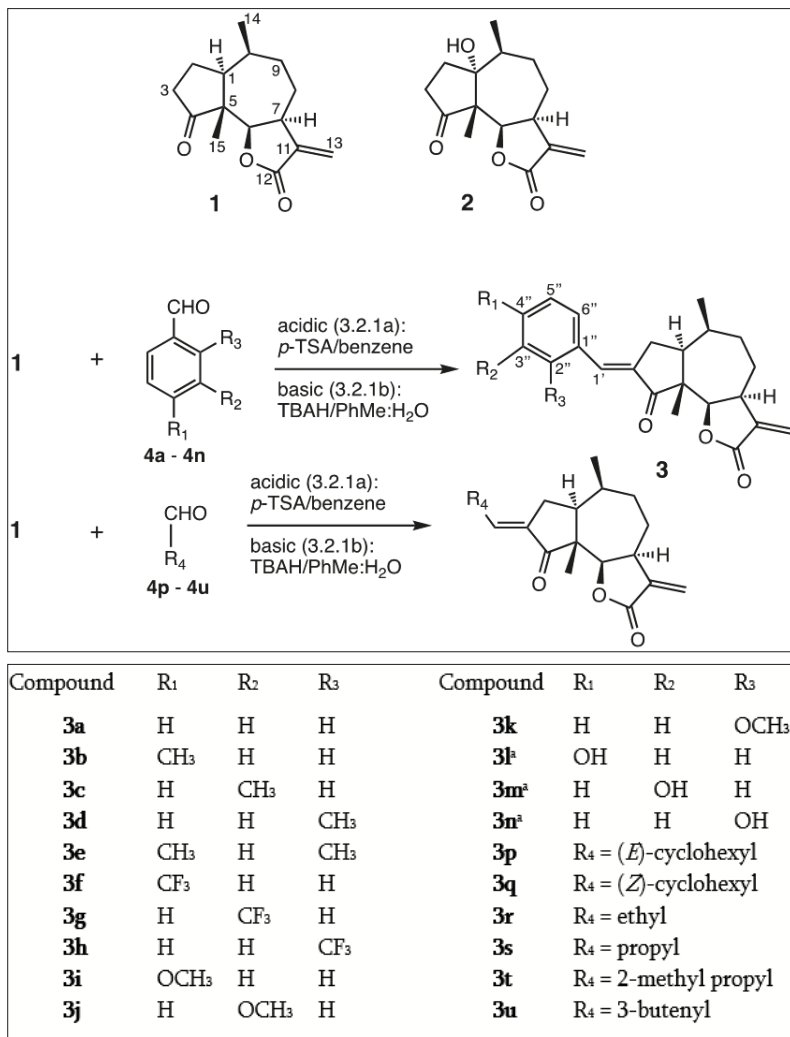 14
H
1
9
3
5
7
H
15
O
O
11
13
12
O
1
HO
H
O
O
O
2
1
+
CHO
R3
R2
R1
4a - 4n
acidic (3.2.1a):
p-TSA/benzene
basic (3.2.1b):
TBAH/PhMe:H2O
R1
4''
5''
6''
3''
2''
1''
R2
R3
1'
H
O
H
O
O
3
1
+
CHO
R4
4p - 4u
acidic (3.2.1a):
p-TSA/benzene
basic (3.2.1b):
TBAH/PhMe:H2O
R4
H
O
H
O
O
Compound R1 R2 R3
3a H H H
3b CH3 H H
3c H CH3 H
3d H H CH3
3e CH3 H CH3
3f CF3 H H
3g H CF3 H
3h H H CF3
3i OCH3 H H
3j H OCH3 H
Compound R1 R2 R3
3k H H OCH3
3la OH H H
3ma H OH H
3na H H OH
3p R4 = (E)-cyclohexyl
3q R4 = (Z)-cyclohexyl
3r R4 = ethyl
3s R4 = propyl
3t R4 = 2-methyl propyl
3u R4 = 3-butenyl